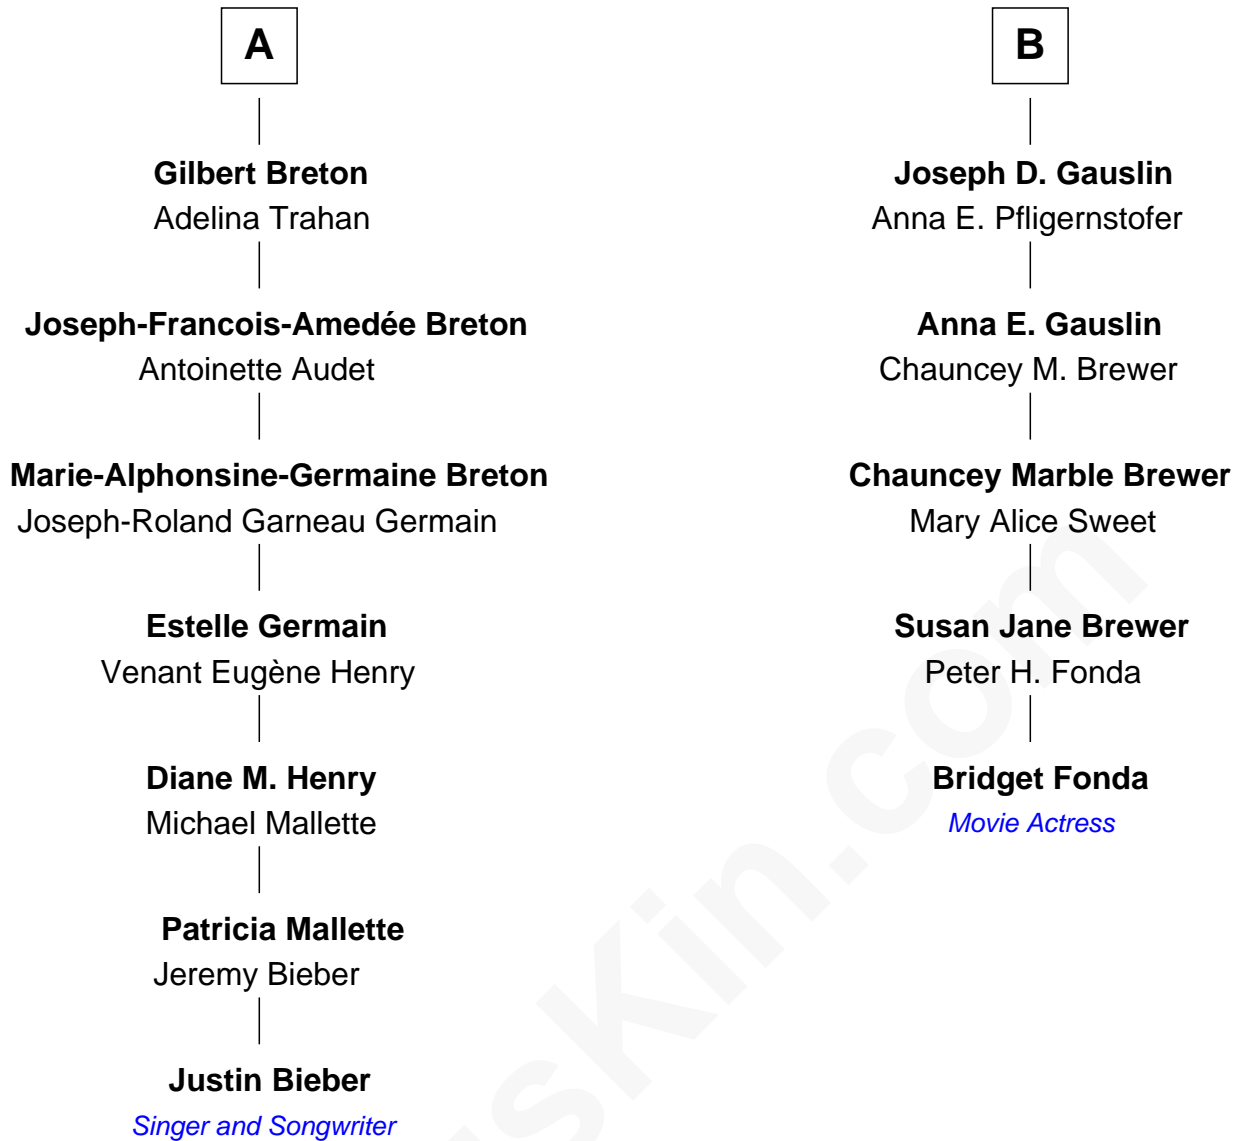 A
Gilbert Breton
Adelina Trahan
Joseph-Francois-Amedée Breton
Antoinette Audet
Marie-Alphonsine-Germaine Breton
Joseph-Roland Garneau Germain
Estelle Germain
Venant Eugène Henry
Diane M. Henry
Michael Mallette
Patricia Mallette
Jeremy Bieber
Justin Bieber
Singer and Songwriter
B
Joseph D. Gauslin
Anna E. Pfligernstofer
Anna E. Gauslin
Chauncey M. Brewer
Chauncey Marble Brewer
Mary Alice Sweet
Susan Jane Brewer
Peter H. Fonda
Bridget Fonda
Movie Actress
sKin.com